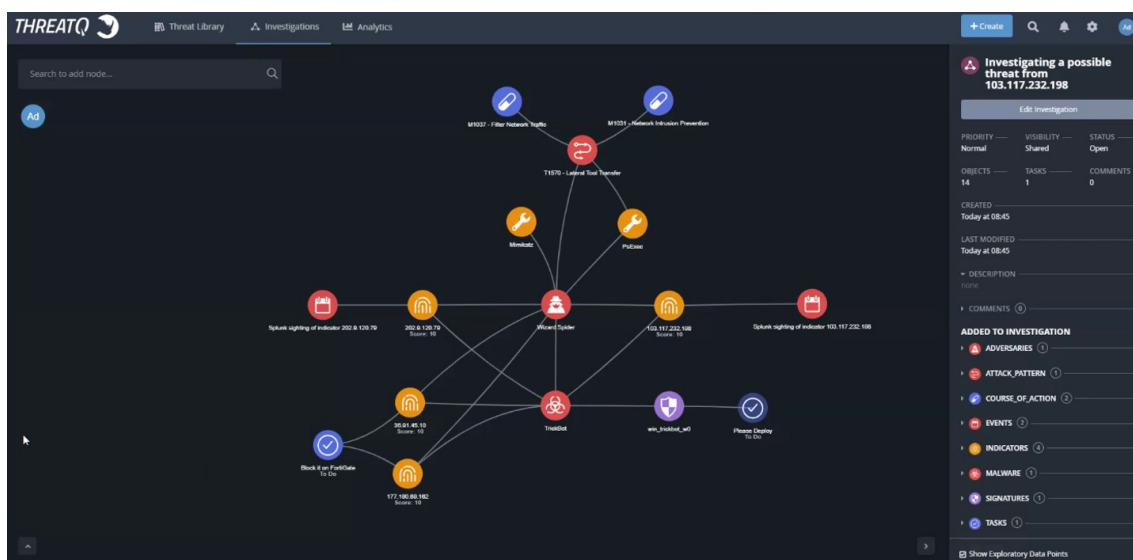 THREATQ
Threat Library
Investigations
Analytics
+ Create
Ad
Search to add node...
Ad
M1037 - Filter Network Traffic
M1031 - Network Intrusion Prevention
T1570 - Lateral Tool Transfer
Mimikatz
PsExec
Splunk sighting of indicator 202.9.120.79
202.9.120.79
Score: 10
Wizard Spider
103.117.232.198
Score: 10
Splunk sighting of indicator 103.117.232.198
36.91.45.10
Score: 10
TrickBot
win_trickbot_w0
Please Deploy
To Do
Block it on FortiGate
To Do
Score: 10
Investigating a possible
threat from
103.117.232.198
Edit Investigation
PRIORITY
VISIBILITY
STATUS
Normal
Shared
Open
OBJECTS
TASKS
COMMENTS
14
1
0
CREATED
Today at 08:45
LAST MODIFIED
Today at 08:45
DESCRIPTION
none
COMMENTS 0
ADDED TO INVESTIGATION
ADVERSARIES 1
ATTACK_PATTERN 1
COURSE_OF_ACTION 2
EVENTS 2
INDICATORS 4
MALWARE 1
SIGNATURES 1
TASKS 1
Show Exploratory Data Points